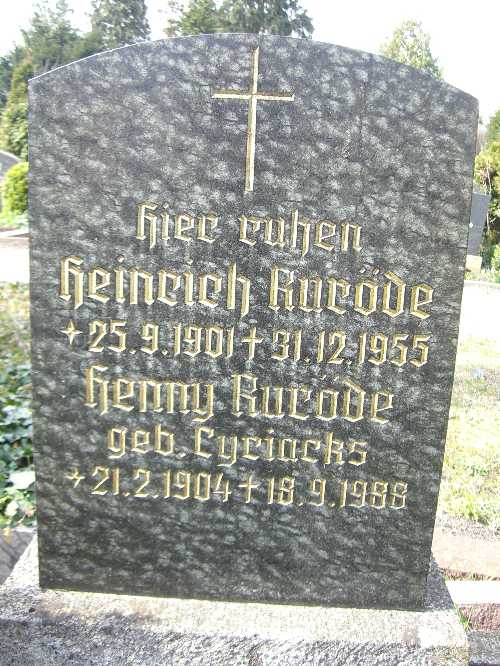 Hier ruhen
Heinrich Kuröde
* 25.9.1901 † 31.12.1955
Henny Kuröde
geb. Cyriacks
* 21.2.1904 † 18.9.1988